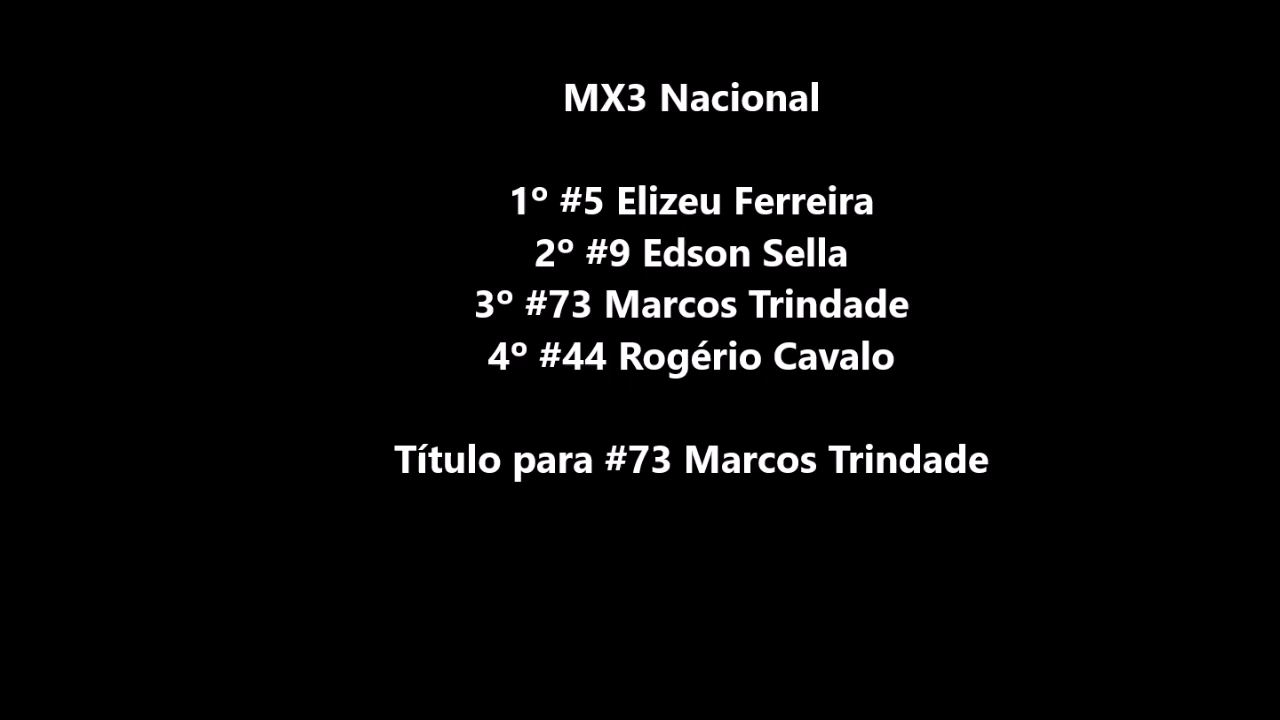 MX3 Nacional
1º #5 Elizeu Ferreira
2º #9 Edson Sella
3º #73 Marcos Trindade
4º #44 Rogério Cavalo
Título para #73 Marcos Trindade